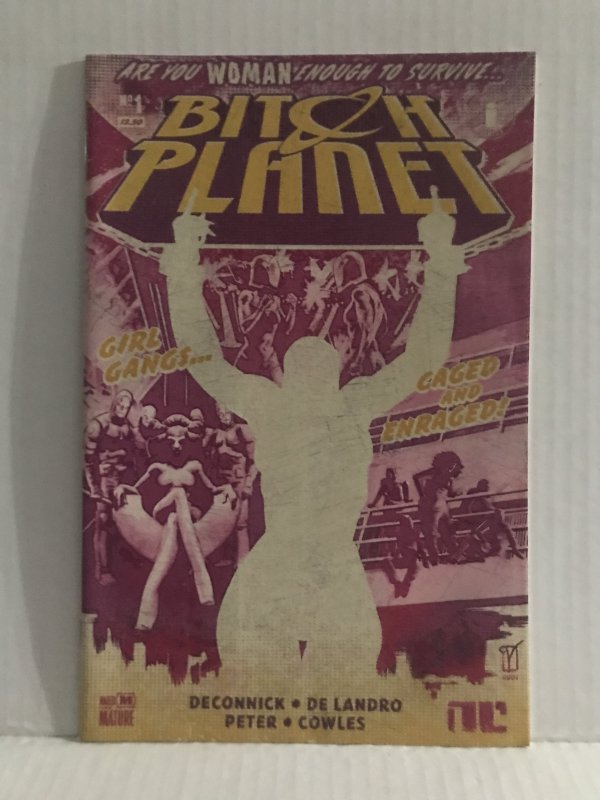 ARE YOU WOMAN ENOUGH TO SURVIVE...
Nº1
$3.50
BITCH
PLANET
GIRL
GANGS...
CAGED
AND
ENRAGED!
DECONNICK • DE LANDRO
PETER • COWLES
RATED M
MATURE